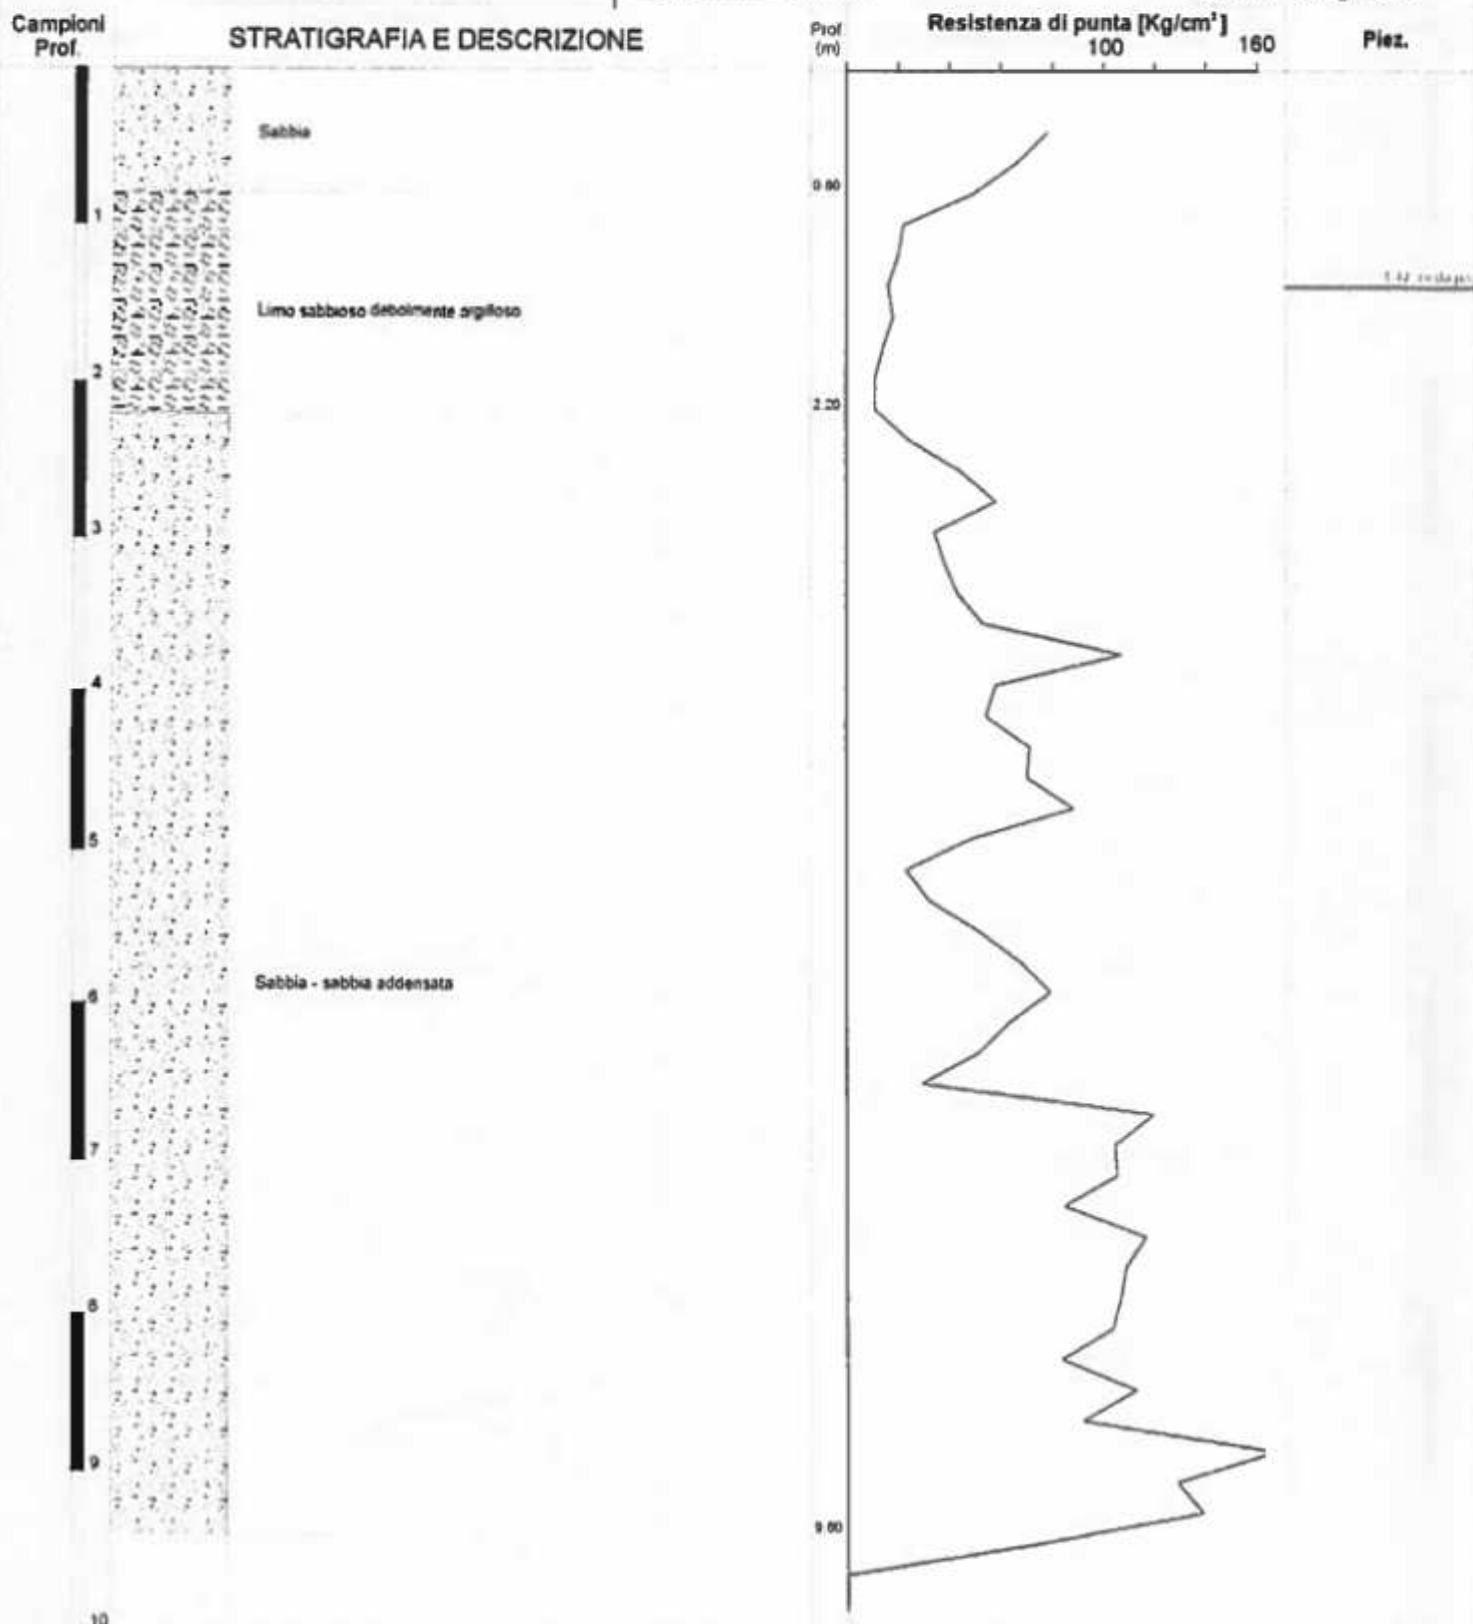 Campioni
Prof.
STRATIGRAFIA E DESCRIZIONE
Prof
(m)
Resistenza di punta [Kg/cm²]
100
160
Piez.
Sabbia
0.80
1
Limo sabbioso debolmente argilloso
2
2.20
3
4
5
Sabbia - sabbia addensata
6
7
8
9
9.60
10